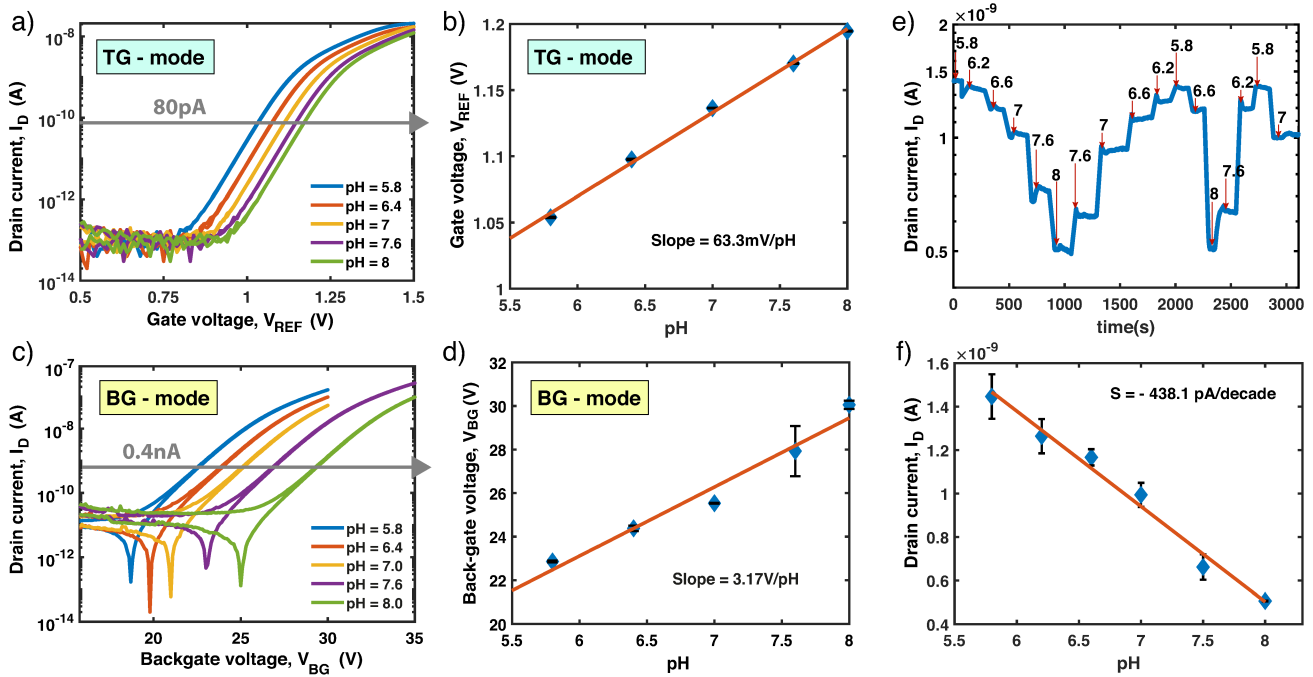 a)
TG - mode
80pA
pH = 5.8
pH = 6.4
pH = 7
pH = 7.6
pH = 8
10⁻⁸
10⁻¹⁰
10⁻¹²
10⁻¹⁴
Drain current, I_D (A)
0.5 0.75 1 1.25 1.5
Gate voltage, V_REF (V)
b)
TG - mode
Slope = 63.3mV/pH
1.2
1.15
1.1
1.05
1
Gate voltage, V_REF (V)
5.5 6 6.5 7 7.5 8
pH
e)
×10⁻⁹
2
1.5
1
0.5
Drain current, I_D (A)
5.8
6.2
6.6
7
7.6
8
7.6
7
6.6
6.2
5.8
6.6
8
7.6
6.2
5.8
7
0 500 1000 1500 2000 2500 3000
time(s)
c)
BG - mode
0.4nA
pH = 5.8
pH = 6.4
pH = 7.0
pH = 7.6
pH = 8.0
10⁻⁷
10⁻⁸
10⁻¹⁰
10⁻¹²
10⁻¹⁴
Drain current, I_D (A)
20 25 30 35
Backgate voltage, V_BG (V)
d)
BG - mode
Slope = 3.17V/pH
32
30
28
26
24
22
20
Back-gate voltage, V_BG (V)
5.5 6 6.5 7 7.5 8
pH
f)
×10⁻⁹
S = - 438.1 pA/decade
1.6
1.4
1.2
1
0.8
0.6
0.4
Drain current, I_D (A)
5.5 6 6.5 7 7.5 8
pH